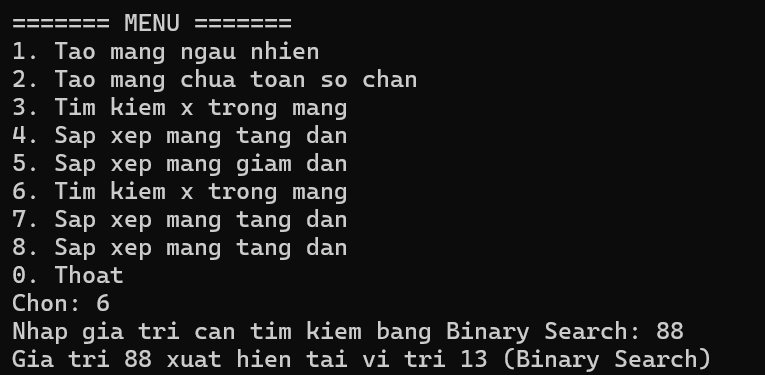 ======= MENU =======
1. Tao mang ngau nhien
2. Tao mang chua toan so chan
3. Tim kiem x trong mang
4. Sap xep mang tang dan
5. Sap xep mang giam dan
6. Tim kiem x trong mang
7. Sap xep mang tang dan
8. Sap xep mang tang dan
0. Thoat
Chon: 6
Nhap gia tri can tim kiem bang Binary Search: 88
Gia tri 88 xuat hien tai vi tri 13 (Binary Search)